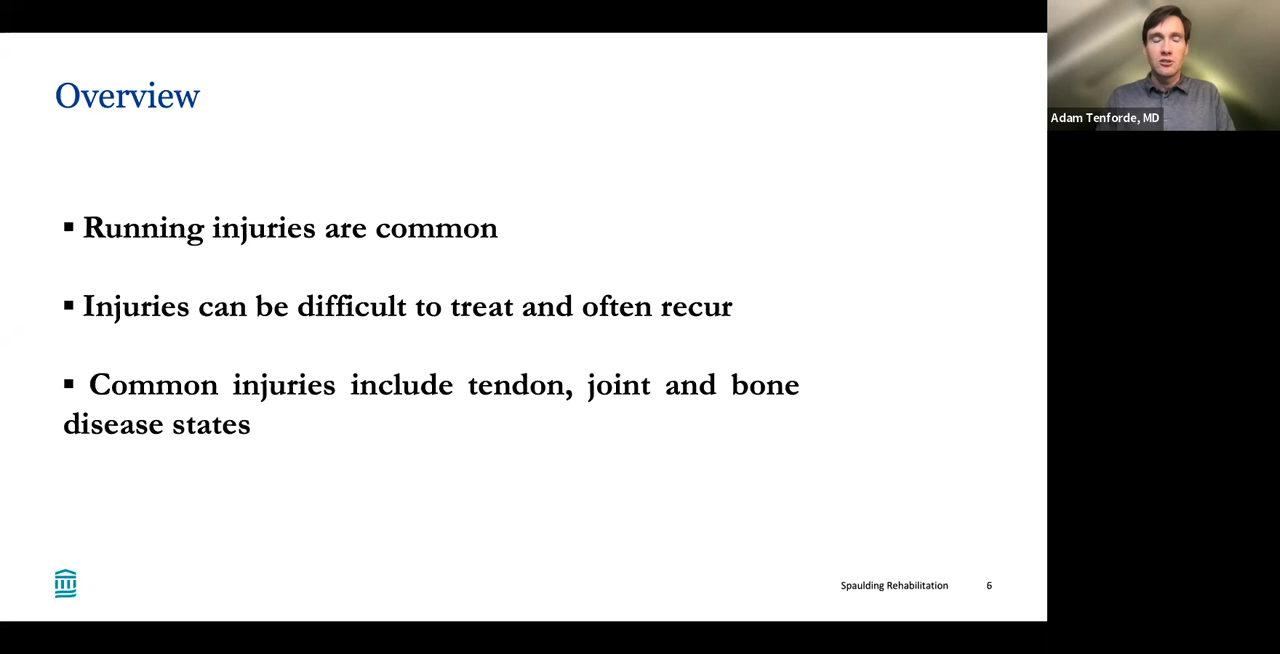 Overview
▪ Running injuries are common
▪ Injuries can be difficult to treat and often recur
▪ Common injuries include tendon, joint and bone
disease states
Spaulding Rehabilitation 6
Adam Tenforde, MD